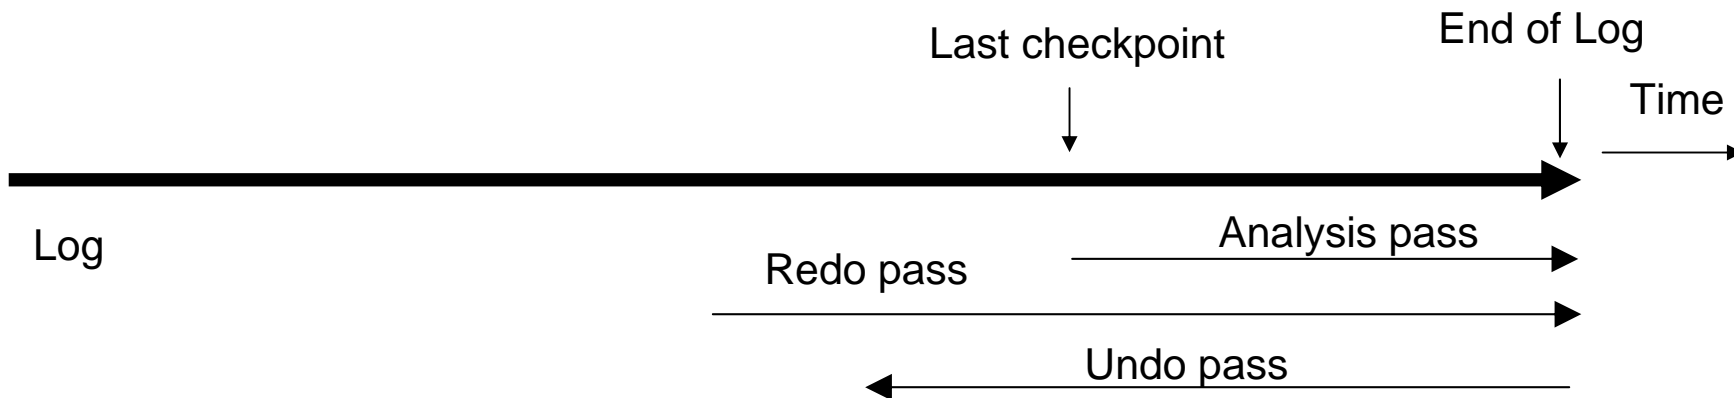 Last checkpoint
End of Log
Time
Log
Analysis pass
Redo pass
Undo pass